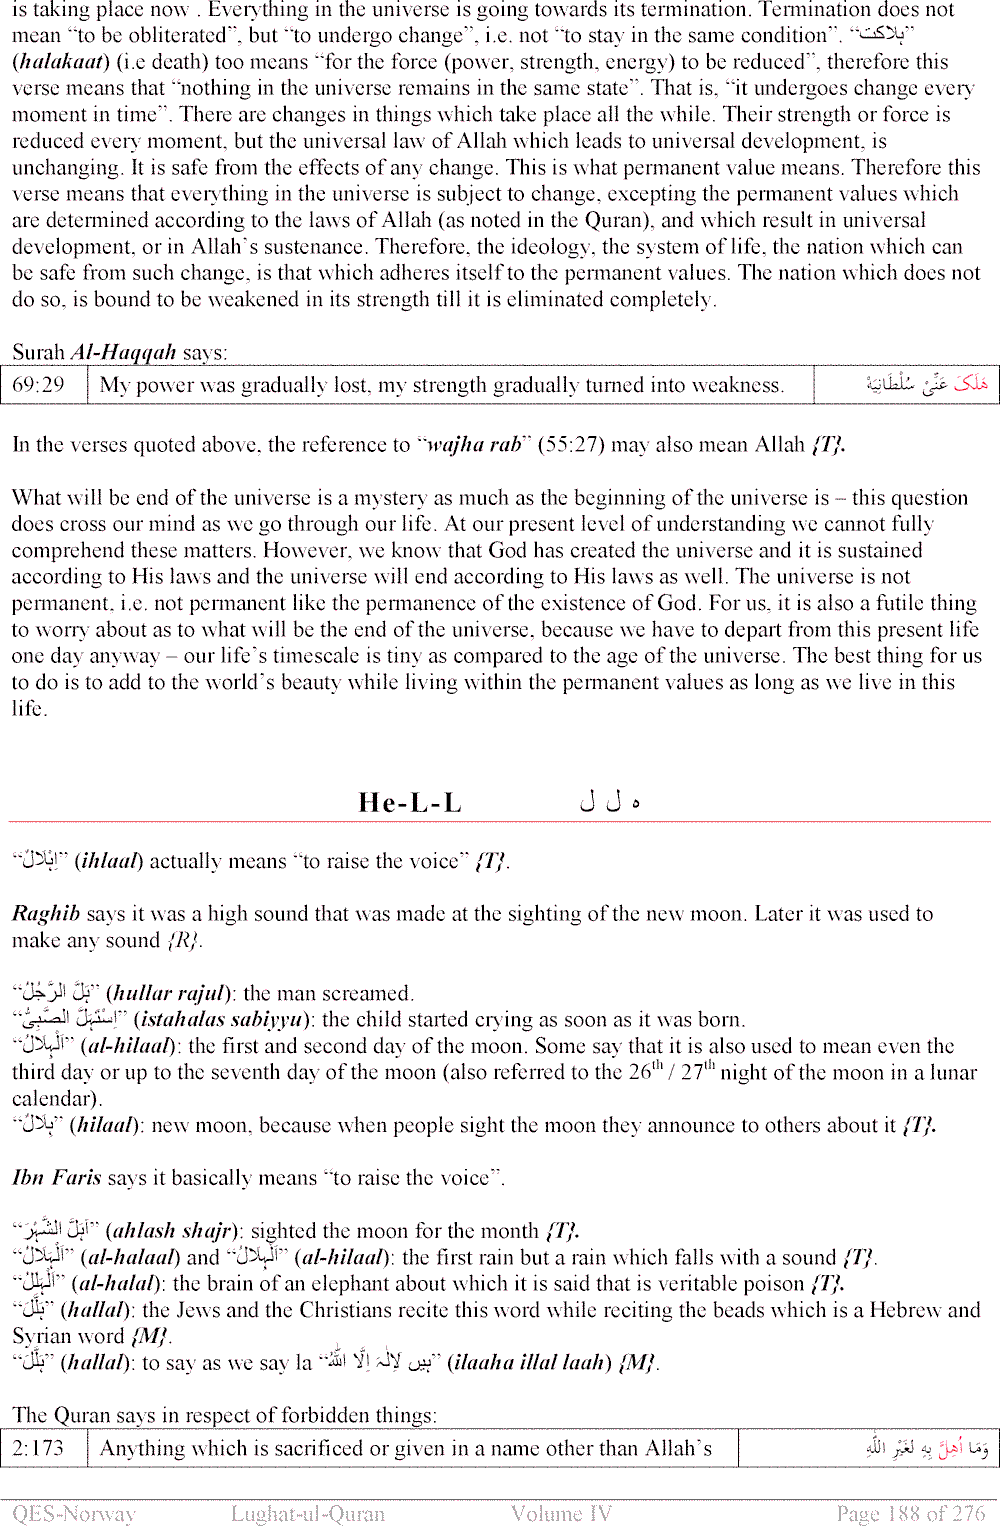 is taking place now . Everything in the universe is going towards its termination. Termination does not
mean “to be obliterated”, but “to undergo change”, i.e. not “to stay in the same condition”. “ہلاکت”
(halakaat) (i.e death) too means “for the force (power, strength, energy) to be reduced”, therefore this
verse means that “nothing in the universe remains in the same state”. That is, “it undergoes change every
moment in time”. There are changes in things which take place all the while. Their strength or force is
reduced every moment, but the universal law of Allah which leads to universal development, is
unchanging. It is safe from the effects of any change. This is what permanent value means. Therefore this
verse means that everything in the universe is subject to change, excepting the permanent values which
are determined according to the laws of Allah (as noted in the Quran), and which result in universal
development, or in Allah’s sustenance. Therefore, the ideology, the system of life, the nation which can
be safe from such change, is that which adheres itself to the permanent values. The nation which does not
do so, is bound to be weakened in its strength till it is eliminated completely.
Surah Al-Haqqah says:
69:29 My power was gradually lost, my strength gradually turned into weakness. هَلَکَ عَنِّیْ سُلْطَانِیَهْ
In the verses quoted above, the reference to “wajha rab” (55:27) may also mean Allah {T}.
What will be end of the universe is a mystery as much as the beginning of the universe is – this question
does cross our mind as we go through our life. At our present level of understanding we cannot fully
comprehend these matters. However, we know that God has created the universe and it is sustained
according to His laws and the universe will end according to His laws as well. The universe is not
permanent, i.e. not permanent like the permanence of the existence of God. For us, it is also a futile thing
to worry about as to what will be the end of the universe, because we have to depart from this present life
one day anyway – our life’s timescale is tiny as compared to the age of the universe. The best thing for us
to do is to add to the world’s beauty while living within the permanent values as long as we live in this
life.
He-L-L ه ل ل
“اِہْلَالٌ” (ihlaal) actually means “to raise the voice” {T}.
Raghib says it was a high sound that was made at the sighting of the new moon. Later it was used to
make any sound {R}.
“ہَلَّ الرَّجُلُ” (hullar rajul): the man screamed.
“اِسْتَہَلَّ الصَّبِیُّ” (istahalas sabiyyu): the child started crying as soon as it was born.
“اَلْہِلَالُ” (al-hilaal): the first and second day of the moon. Some say that it is also used to mean even the
third day or up to the seventh day of the moon (also referred to the 26th / 27th night of the moon in a lunar
calendar).
“ہِلَالٌ” (hilaal): new moon, because when people sight the moon they announce to others about it {T}.
Ibn Faris says it basically means “to raise the voice”.
“اَہَلَّ الشَّہْرَ” (ahlash shajr): sighted the moon for the month {T}.
“اَلْہَلَالُ” (al-halaal) and “اَلْہِلَالُ” (al-hilaal): the first rain but a rain which falls with a sound {T}.
“اَلْہَلَلُ” (al-halal): the brain of an elephant about which it is said that is veritable poison {T}.
“ہَلَّلَ” (hallal): the Jews and the Christians recite this word while reciting the beads which is a Hebrew and
Syrian word {M}.
“ہَلَّلَ” (hallal): to say as we say la “ہیں لاَلٰہَ اِلَّا اللّٰہُ” (ilaaha illal laah) {M}.
The Quran says in respect of forbidden things:
2:173 Anything which is sacrificed or given in a name other than Allah’s وَمَا أُهِلَّ بِهِ لغَيْرِ اللَّهِ
QES-Norway Lughat-ul-Quran Volume IV Page 188 of 276